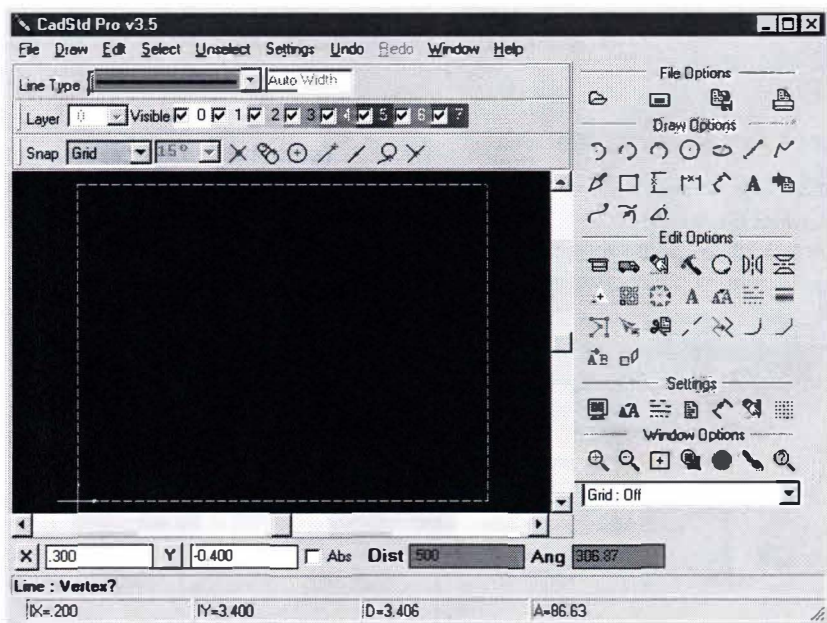 CadStd Pro v3.5
File Draw Edit Select Unselect Settings Undo Redo Window Help
Line Type Auto Width
Layer 0 Visible 0 1 2 3 4 5 6 7
Snap Grid 15°
File Options
Draw Options
Edit Options
Settings
Window Options
Grid : Off
X .300 Y -0.400 Abs Dist .500 Ang 306.87
Line : Vertex?
IX=.200 IY=3.400 D=3.406 A=86.63